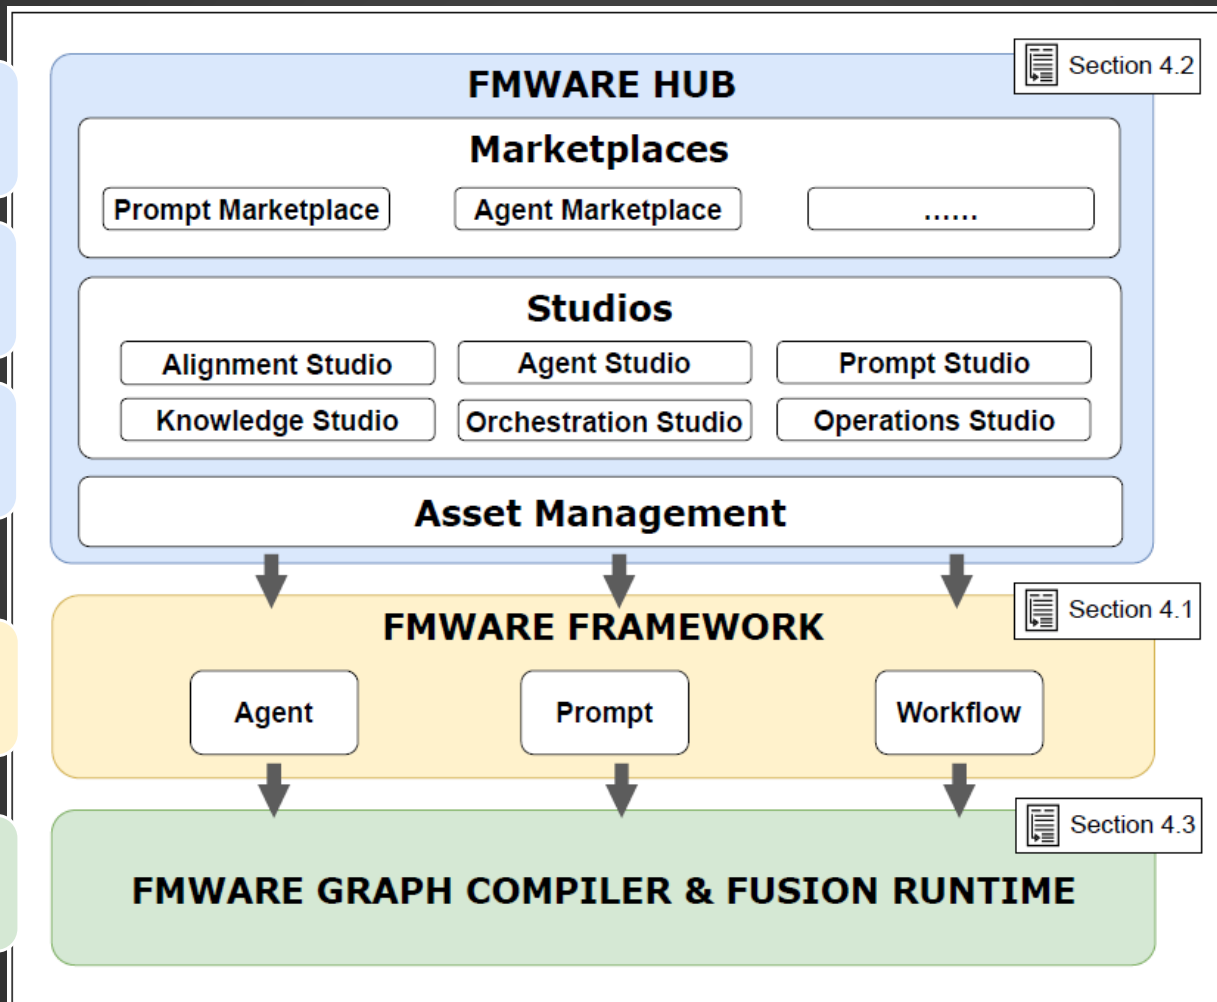 Section 4.2
FMWARE HUB
Marketplaces
Prompt Marketplace
Agent Marketplace
......
Studios
Alignment Studio
Agent Studio
Prompt Studio
Knowledge Studio
Orchestration Studio
Operations Studio
Asset Management
Section 4.1
FMWARE FRAMEWORK
Agent
Prompt
Workflow
Section 4.3
FMWARE GRAPH COMPILER & FUSION RUNTIME